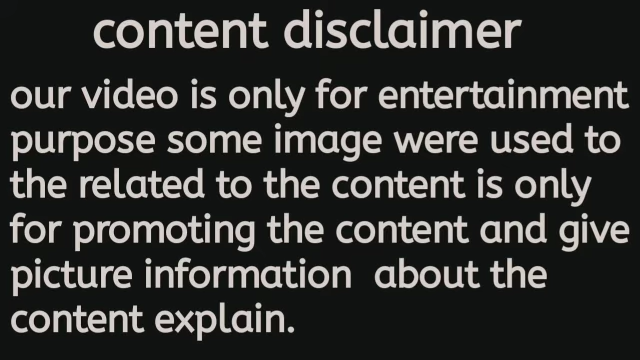 content disclaimer
our video is only for entertainment
purpose some image were used to
the related to the content is only
for promoting the content and give
picture information about the
content explain.